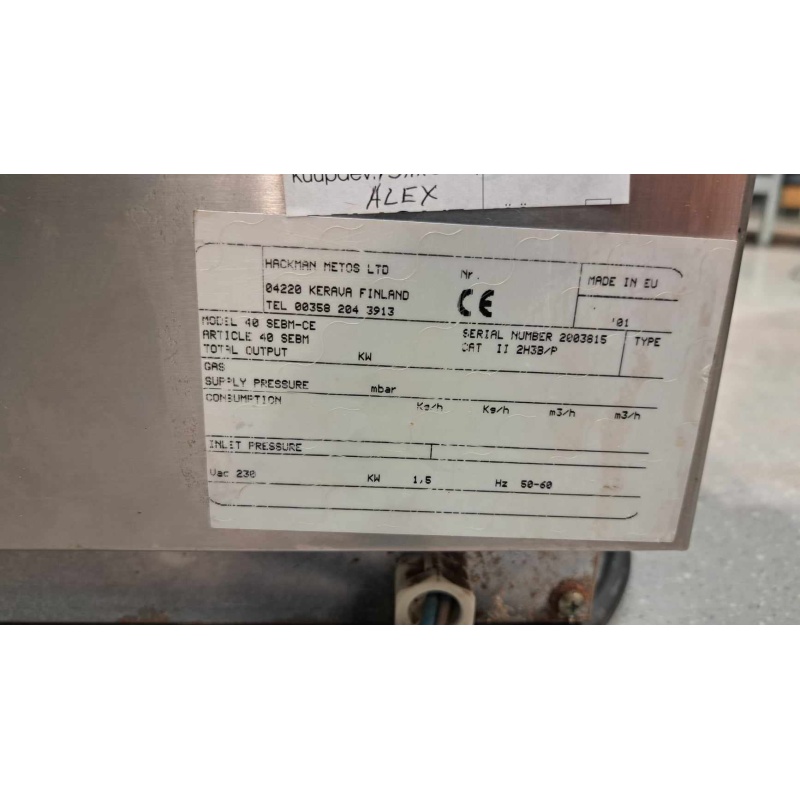 ALEX
HACKMAN METOS LTD
Nr.
MADE IN EU
04220 KERAVA FINLAND
CE
TEL 00358 204 3913
'01
MODEL 40 SEBM-CE
ARTICLE 40 SEBM
SERIAL NUMBER 2003815
TYPE
TOTAL OUTPUT KW
CAT II 2H3B/P
GAS
SUPPLY PRESSURE mbar
CONSUMPTION
Kg/h Kg/h m3/h m3/h
INLET PRESSURE
Vac 230 KW 1,5 Hz 50-60